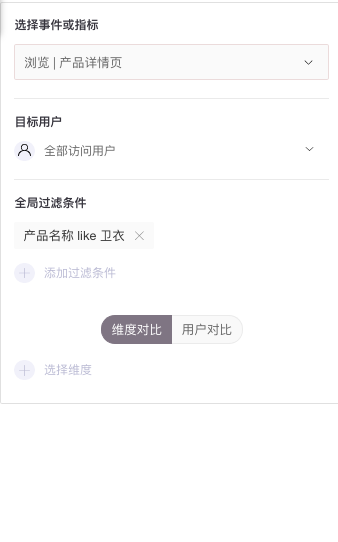 选择事件或指标
浏览 | 产品详情页
目标用户
全部访问用户
全局过滤条件
产品名称 like 卫衣
添加过滤条件
维度对比 用户对比
选择维度